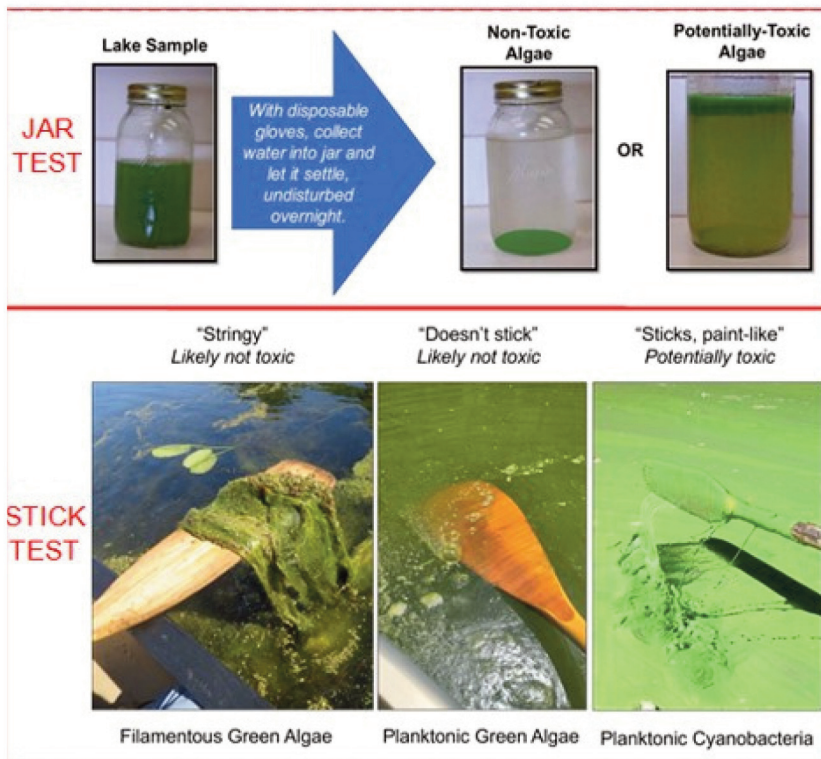 JAR
TEST
Lake Sample
With disposable
gloves, collect
water into jar and
let it settle,
undisturbed
overnight.
Non-Toxic
Algae
OR
Potentially-Toxic
Algae
STICK
TEST
“Stringy”
Likely not toxic
“Doesn’t stick”
Likely not toxic
“Sticks, paint-like”
Potentially toxic
Filamentous Green Algae
Planktonic Green Algae
Planktonic Cyanobacteria